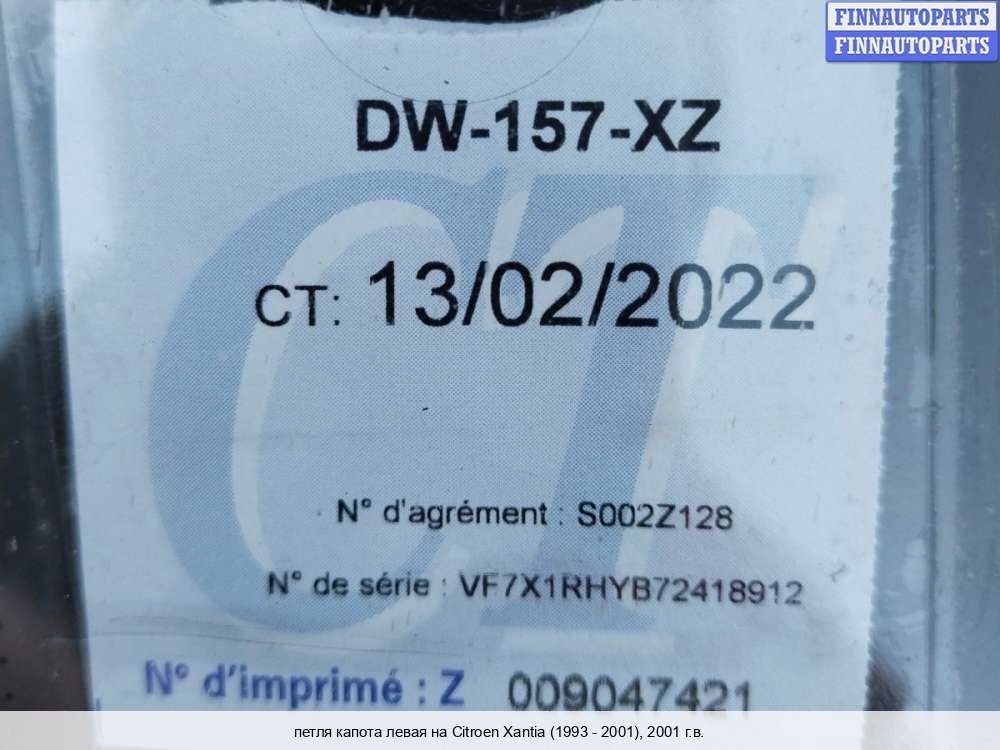 FINNAUTOPARTS
FINNAUTOPARTS
DW-157-XZ
CT
CT: 13/02/2022
N° d'agrément : S002Z128
N° de série : VF7X1RHYB72418912
N° d'imprimé : Z 009047421
петля капота левая на Citroen Xantia (1993 - 2001), 2001 г.в.